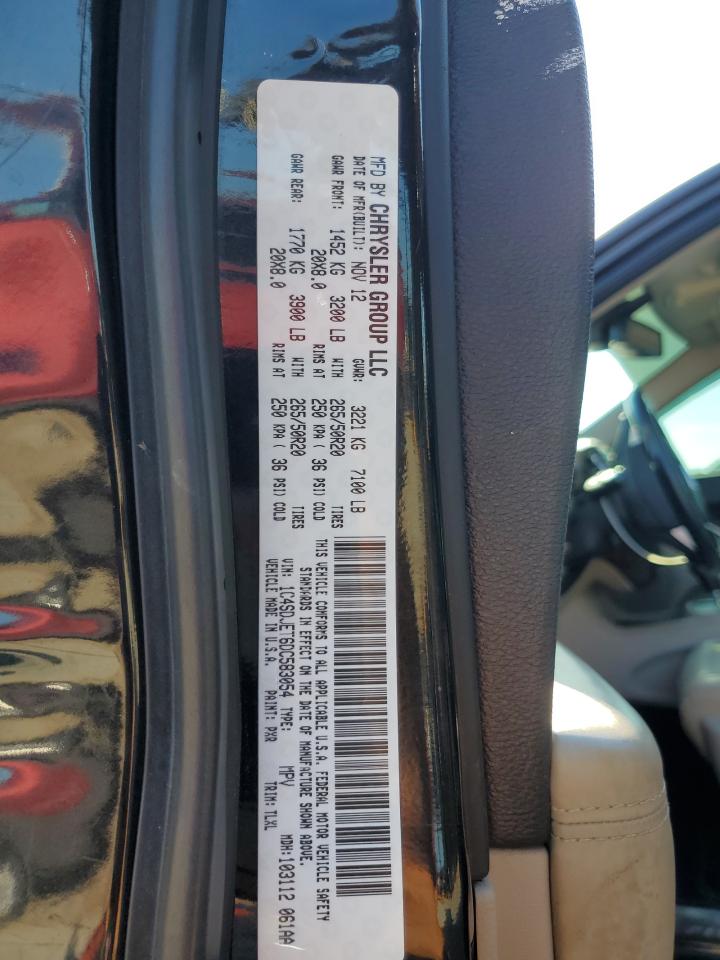 MFD BY CHRYSLER GROUP LLC
DATE OF MFR(BUILT): NOV 12 GVWR: 3221 KG 7100 LB
GAWR FRONT: 1452 KG 3200 LB WITH 265/50R20 TIRES
20X8.0 RIMS AT 250 KPA ( 36 PSI) COLD
GAWR REAR: 1770 KG 3900 LB WITH 265/50R20 TIRES
20X8.0 RIMS AT 250 KPA ( 36 PSI) COLD
THIS VEHICLE CONFORMS TO ALL APPLICABLE U.S.A. FEDERAL MOTOR VEHICLE SAFETY
STANDARDS IN EFFECT ON THE DATE OF MANUFACTURE SHOWN ABOVE.
VIN: 1C4SDJET6DC583054 TYPE: MPV MDH: 103112 061AA
VEHICLE MADE IN U.S.A. PAINT: PXR TRIM: TLXL